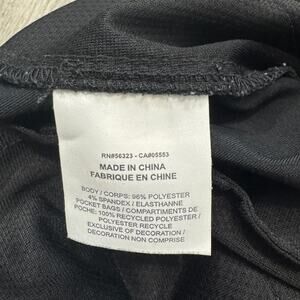 RN#56323 - CA#05553
MADE IN CHINA
FABRIQUE EN CHINE
BODY / CORPS: 96% POLYESTER
4% SPANDEX / ELASTHANNE
POCKET BAGS / COMPARTIMENTS DE
POCHE: 100% RECYCLED POLYESTER /
POLYESTER RECYCLE
EXCLUSIVE OF DECORATION /
DECORATION NON COMPRISE